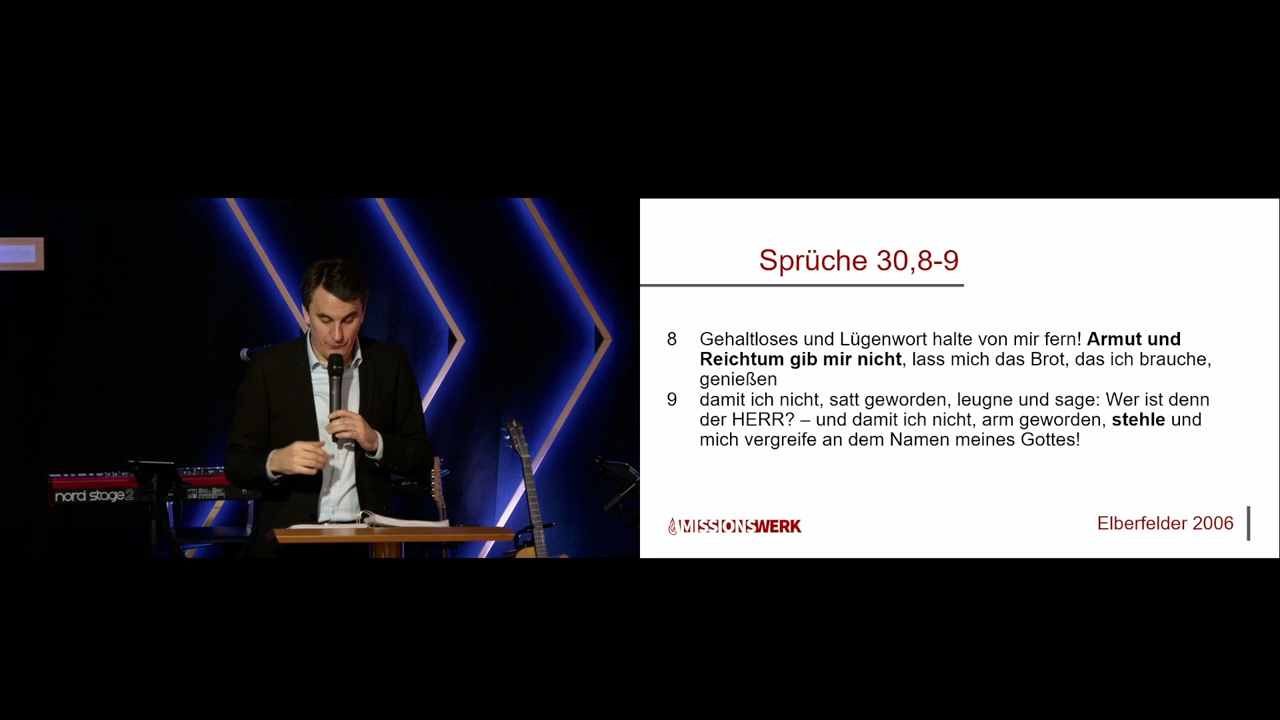 nord stage 2
Sprüche 30,8-9
8 Gehaltloses und Lügenwort halte von mir fern! Armut und
Reichtum gib mir nicht, lass mich das Brot, das ich brauche,
genießen
9 damit ich nicht, satt geworden, leugne und sage: Wer ist denn
der HERR? – und damit ich nicht, arm geworden, stehle und
mich vergreife an dem Namen meines Gottes!
MISSIONSWERK
Elberfelder 2006